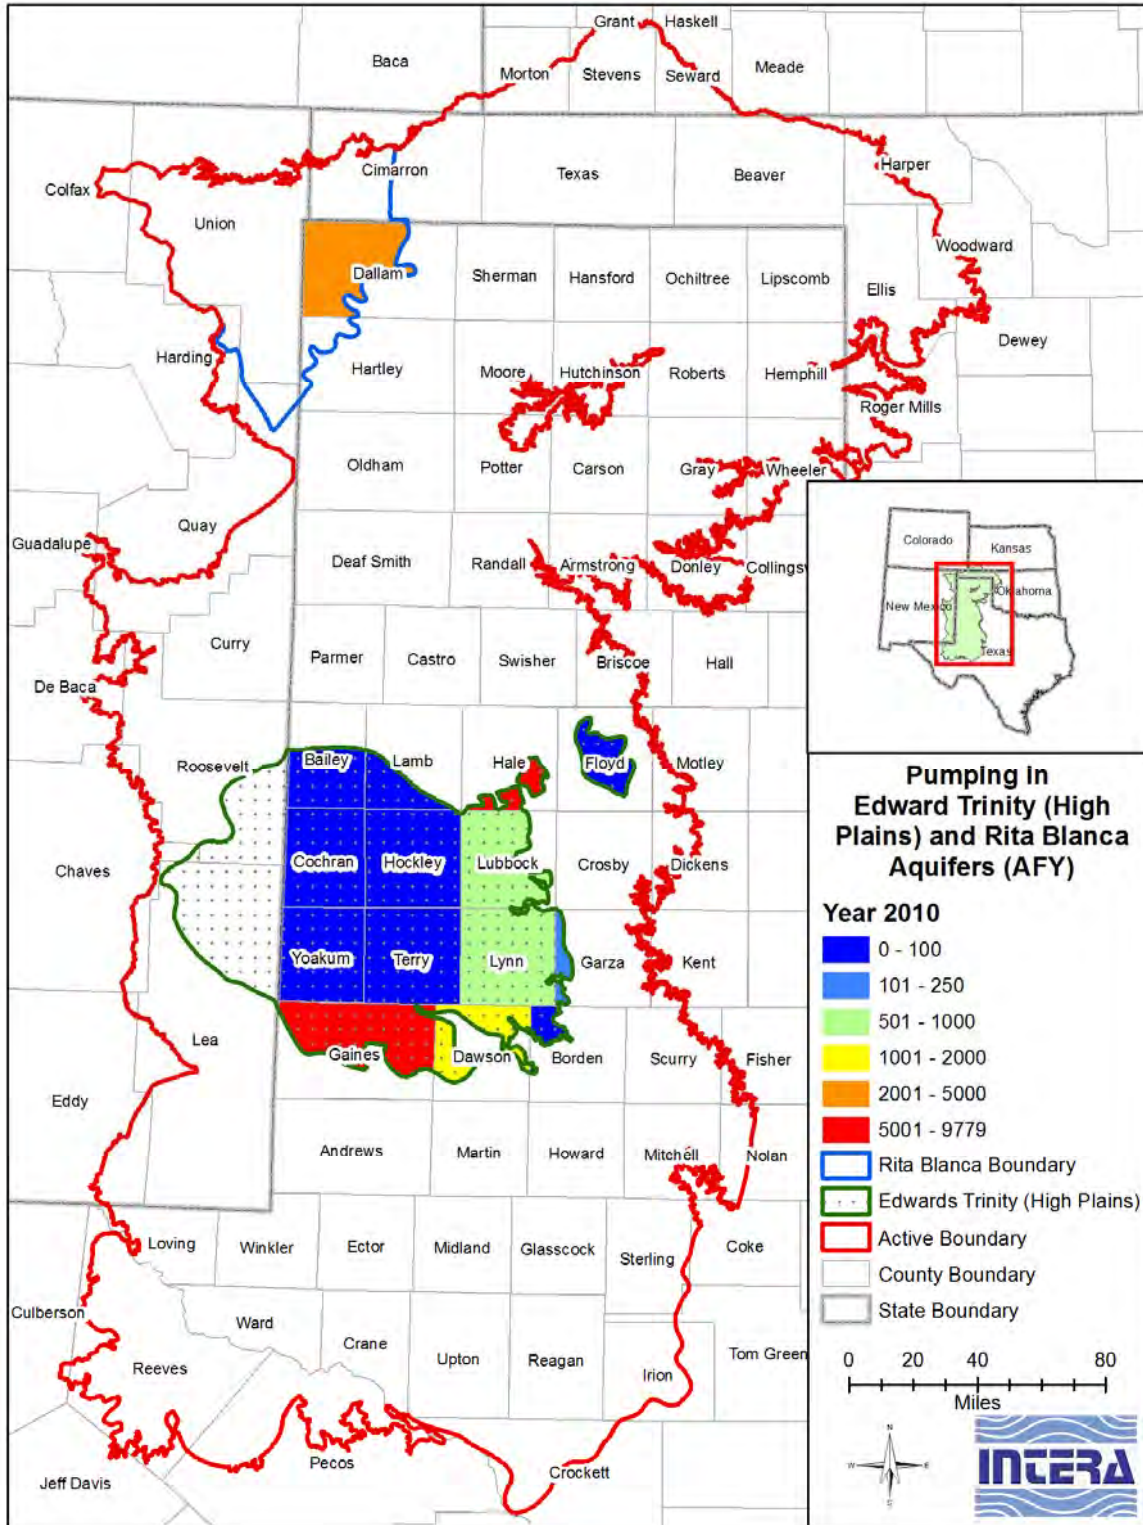 Grant
Haskell
Baca
Morton
Stevens
Seward
Meade
Colfax
Cimarron
Texas
Beaver
Harper
Union
Woodward
Dallam
Sherman
Hansford
Ochiltree
Lipscomb
Ellis
Dewey
Harding
Hartley
Moore
Hutchinson
Roberts
Hemphill
Roger Mills
Oldham
Potter
Carson
Gray
Wheeler
Quay
Guadalupe
Deaf Smith
Randall
Armstrong
Donley
Collingsw
Curry
Parmer
Castro
Swisher
Briscoe
Hall
De Baca
Roosevelt
Bailey
Lamb
Hale
Floyd
Motley
Chaves
Cochran
Hockley
Lubbock
Crosby
Dickens
Yoakum
Terry
Lynn
Garza
Kent
Lea
Gaines
Dawson
Borden
Scurry
Fisher
Eddy
Andrews
Martin
Howard
Mitchell
Nolan
Loving
Winkler
Ector
Midland
Glasscock
Sterling
Coke
Culberson
Ward
Crane
Reeves
Upton
Reagan
Irion
Tom Green
Pecos
Crockett
Jeff Davis
Colorado
Kansas
New Mexico
Oklahoma
Texas
Pumping in
Edward Trinity (High
Plains) and Rita Blanca
Aquifers (AFY)
Year 2010
0 - 100
101 - 250
501 - 1000
1001 - 2000
2001 - 5000
5001 - 9779
Rita Blanca Boundary
Edwards Trinity (High Plains)
Active Boundary
County Boundary
State Boundary
0 20 40 80
Miles
N
W E
S
INTERA